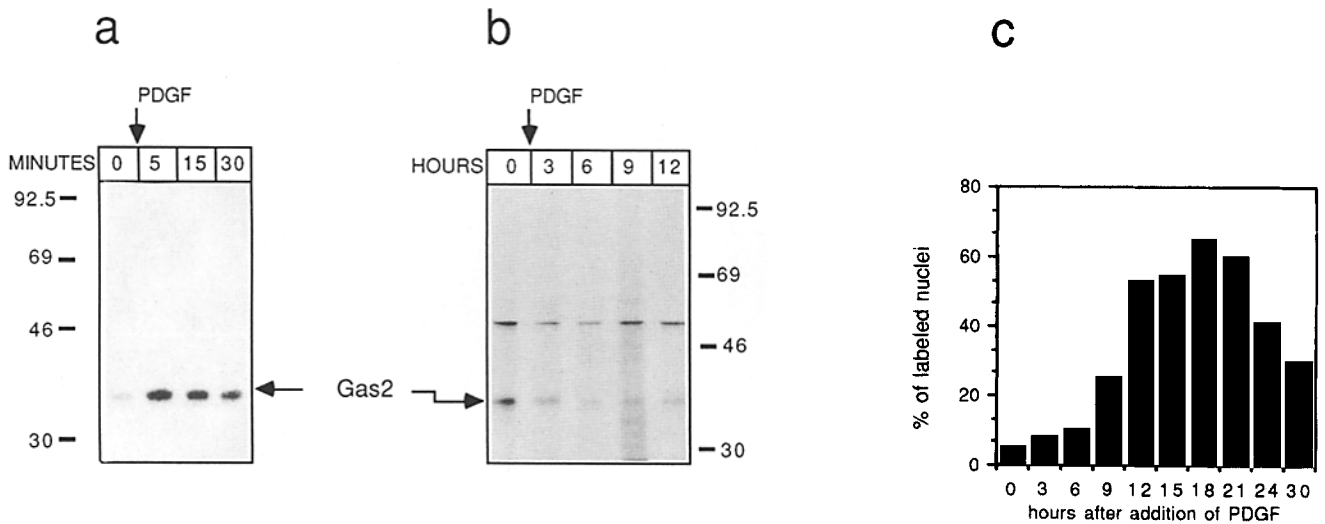 a
PDGF
MINUTES 0 5 15 30
92.5
69
46
30
Gas2
b
PDGF
HOURS 0 3 6 9 12
92.5
69
46
30
c
% of labeled nuclei
80
60
40
20
0
0 3 6 9 12 15 18 21 24 30
hours after addition of PDGF